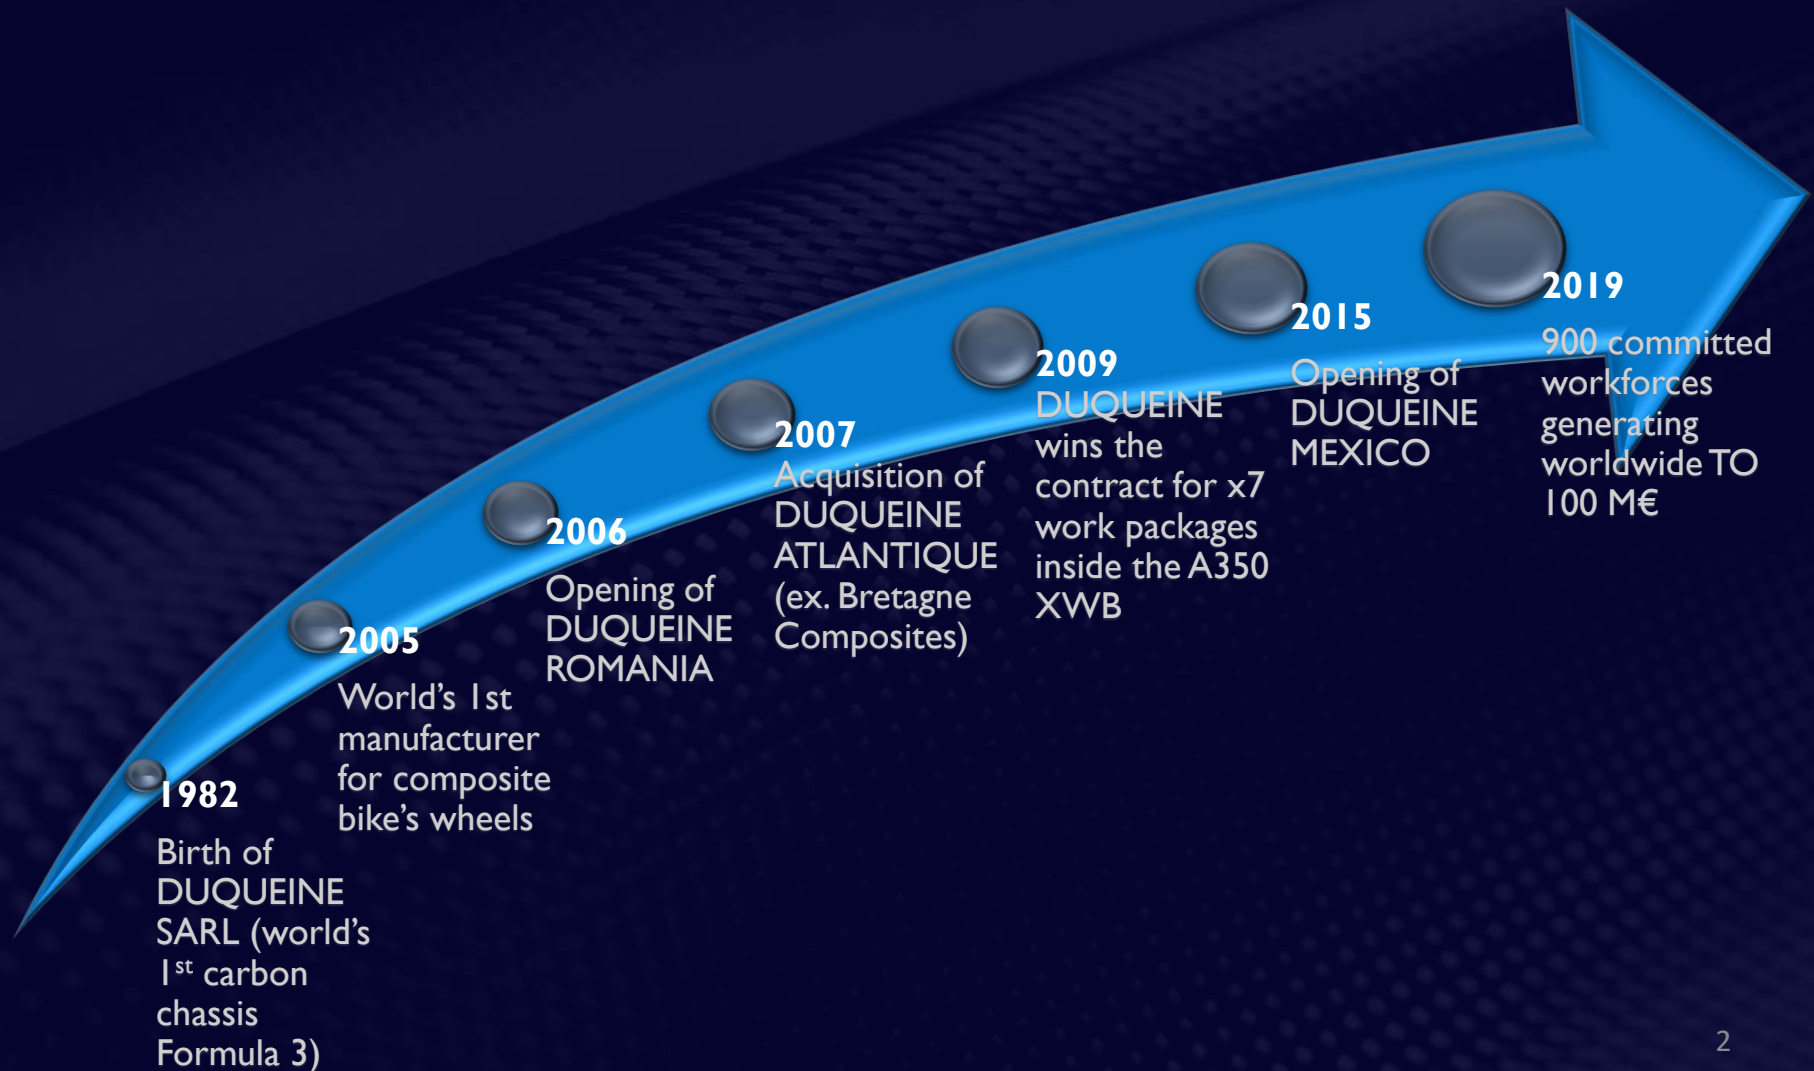 1982
Birth of
DUQUEINE
SARL (world’s
1st carbon
chassis
Formula 3)
2005
World’s 1st
manufacturer
for composite
bike’s wheels
2006
Opening of
DUQUEINE
ROMANIA
2007
Acquisition of
DUQUEINE
ATLANTIQUE
(ex. Bretagne
Composites)
2009
DUQUEINE
wins the
contract for x7
work packages
inside the A350
XWB
2015
Opening of
DUQUEINE
MEXICO
2019
900 committed
workforces
generating
worldwide TO
100 M€
2